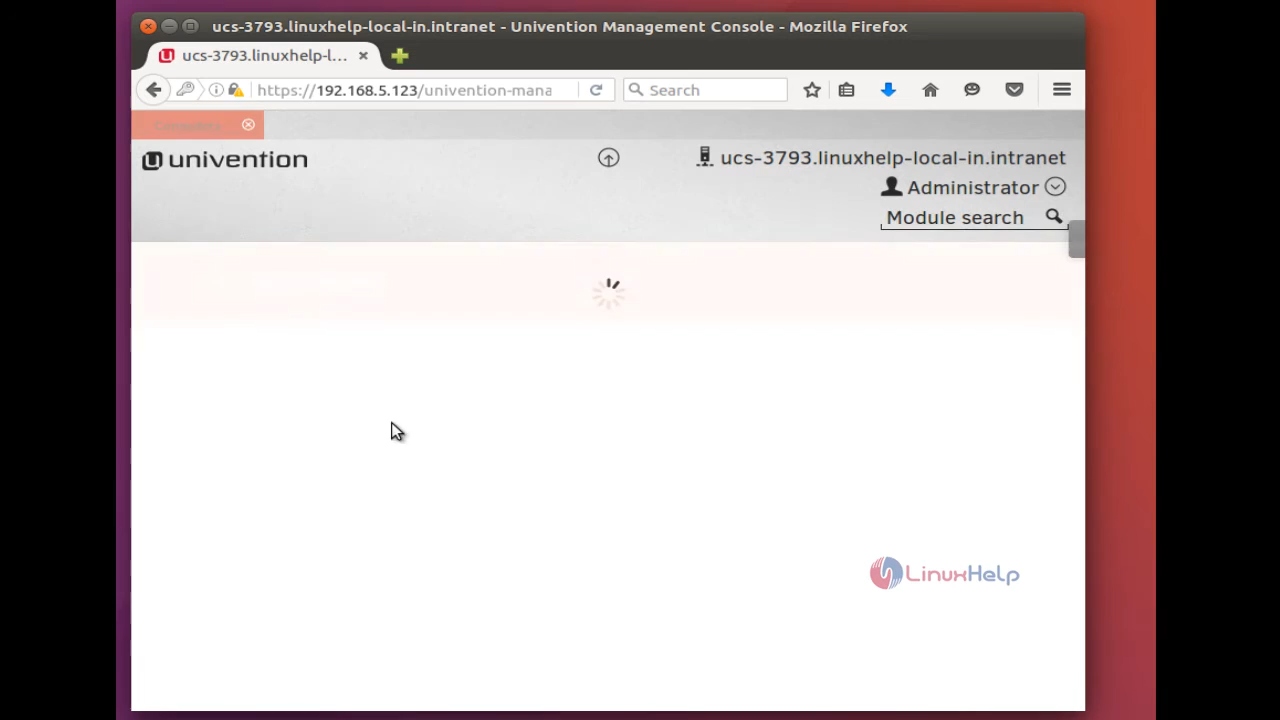 ucs-3793.linuxhelp-local-in.intranet - Univention Management Console - Mozilla Firefox
ucs-3793.linuxhelp-l...
https://192.168.5.123/univention-mana
Search
univention
ucs-3793.linuxhelp-local-in.intranet
Administrator
Module search
LinuxHelp